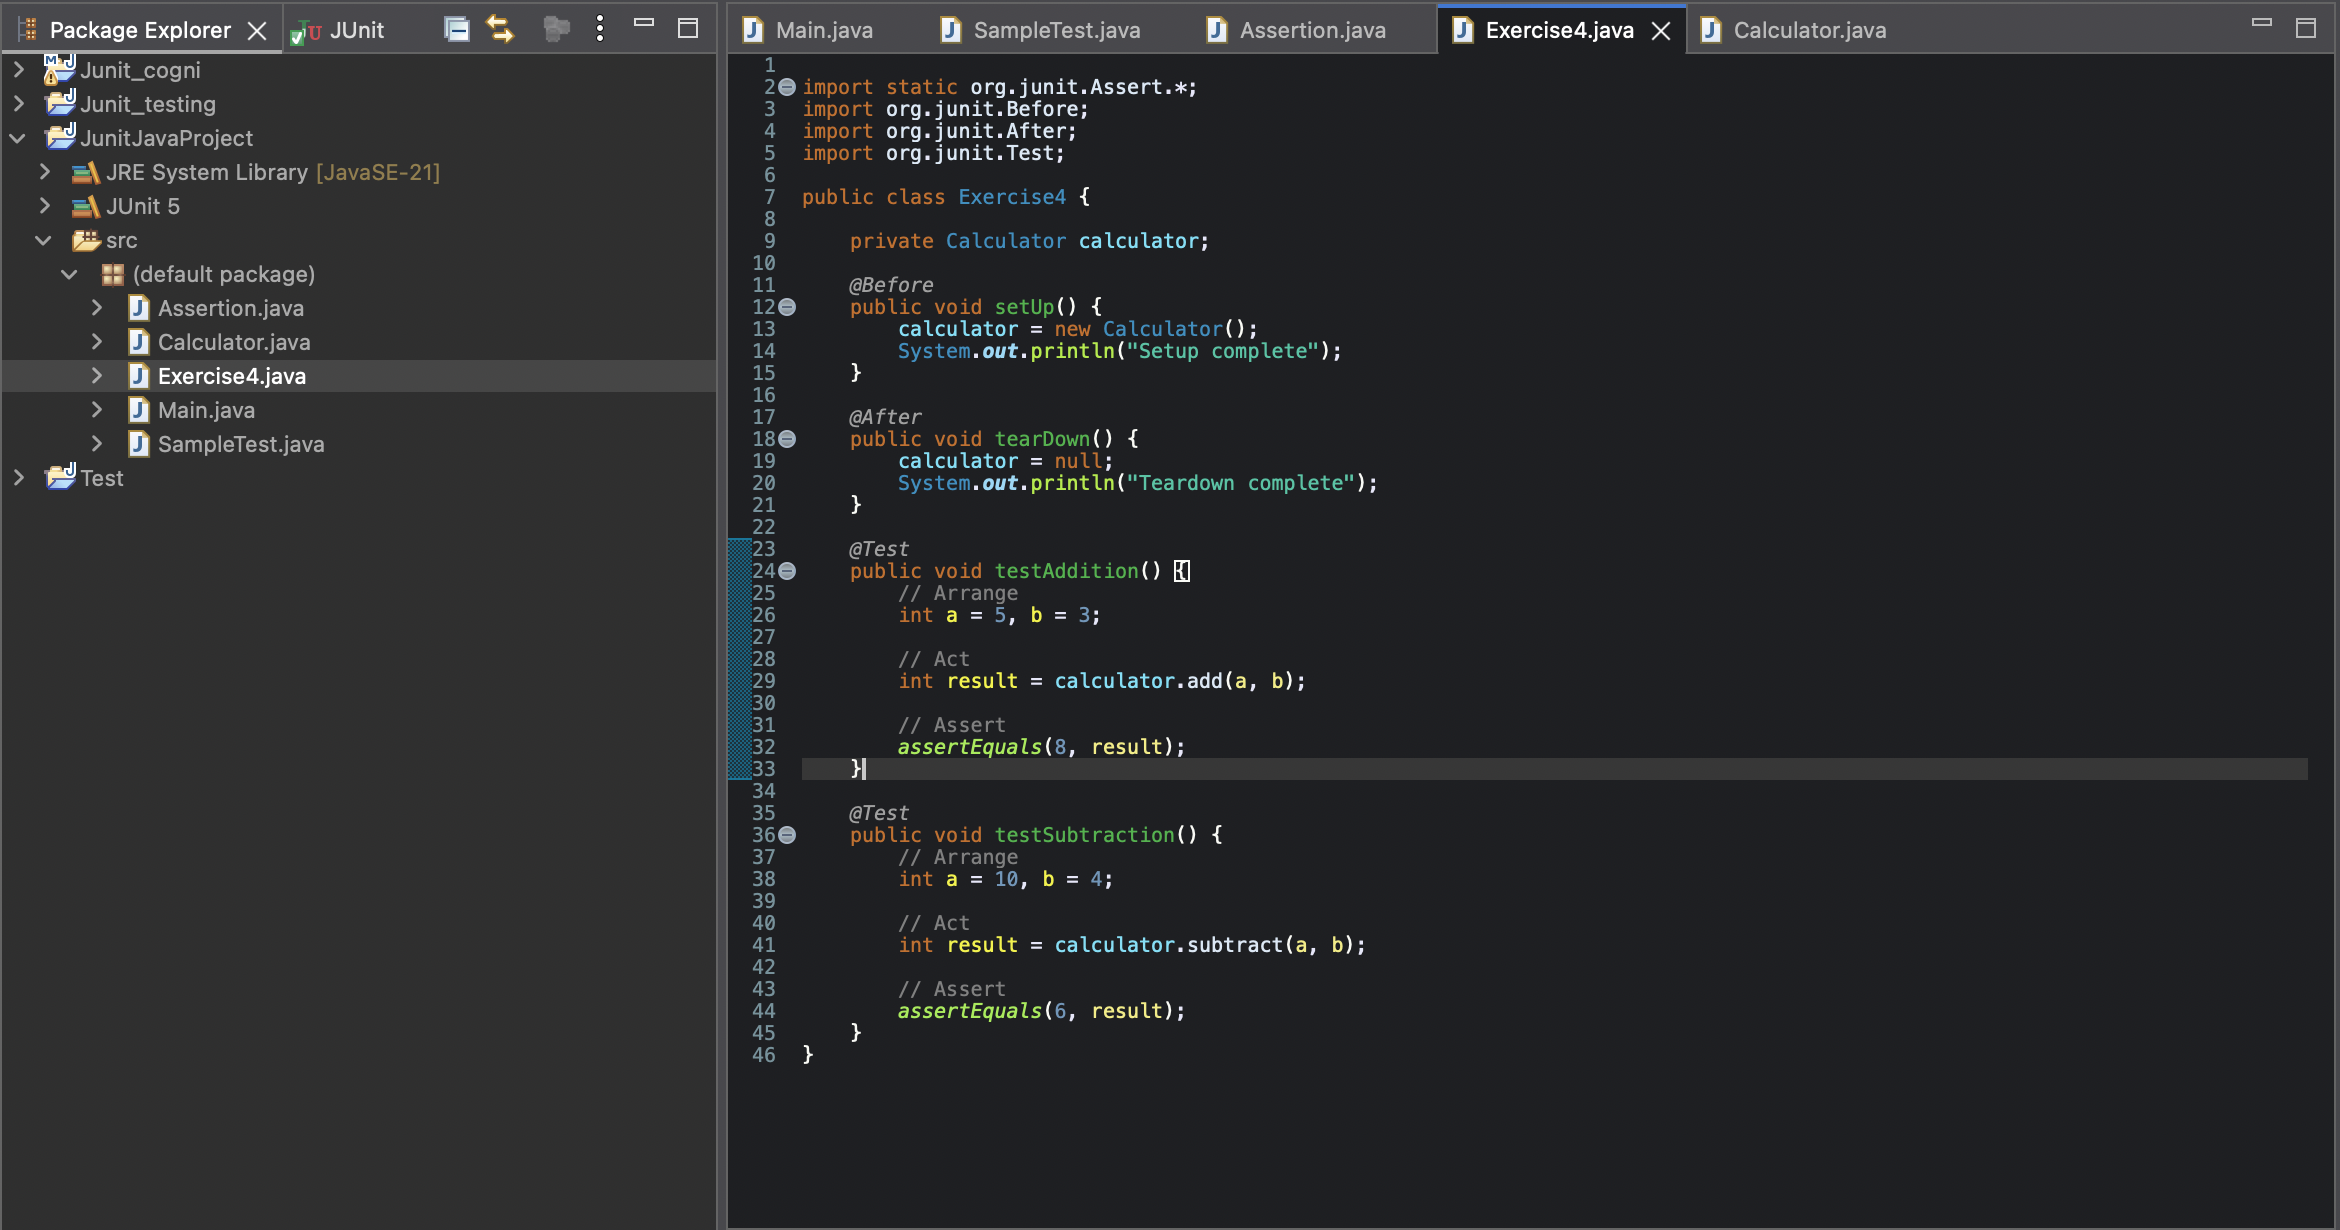 Package Explorer
JUnit
Junit_cogni
Junit_testing
JunitJavaProject
JRE System Library [JavaSE-21]
JUnit 5
src
(default package)
Assertion.java
Calculator.java
Exercise4.java
Main.java
SampleTest.java
Test
Main.java
SampleTest.java
Assertion.java
Exercise4.java
Calculator.java
1
2 import static org.junit.Assert.*;
3 import org.junit.Before;
4 import org.junit.After;
5 import org.junit.Test;
6
7 public class Exercise4 {
8
9     private Calculator calculator;
10
11     @Before
12     public void setUp() {
13         calculator = new Calculator();
14         System.out.println("Setup complete");
15     }
16
17     @After
18     public void tearDown() {
19         calculator = null;
20         System.out.println("Teardown complete");
21     }
22
23     @Test
24     public void testAddition() {
25         // Arrange
26         int a = 5, b = 3;
27
28         // Act
29         int result = calculator.add(a, b);
30
31         // Assert
32         assertEquals(8, result);
33     }
34
35     @Test
36     public void testSubtraction() {
37         // Arrange
38         int a = 10, b = 4;
39
40         // Act
41         int result = calculator.subtract(a, b);
42
43         // Assert
44         assertEquals(6, result);
45     }
46 }